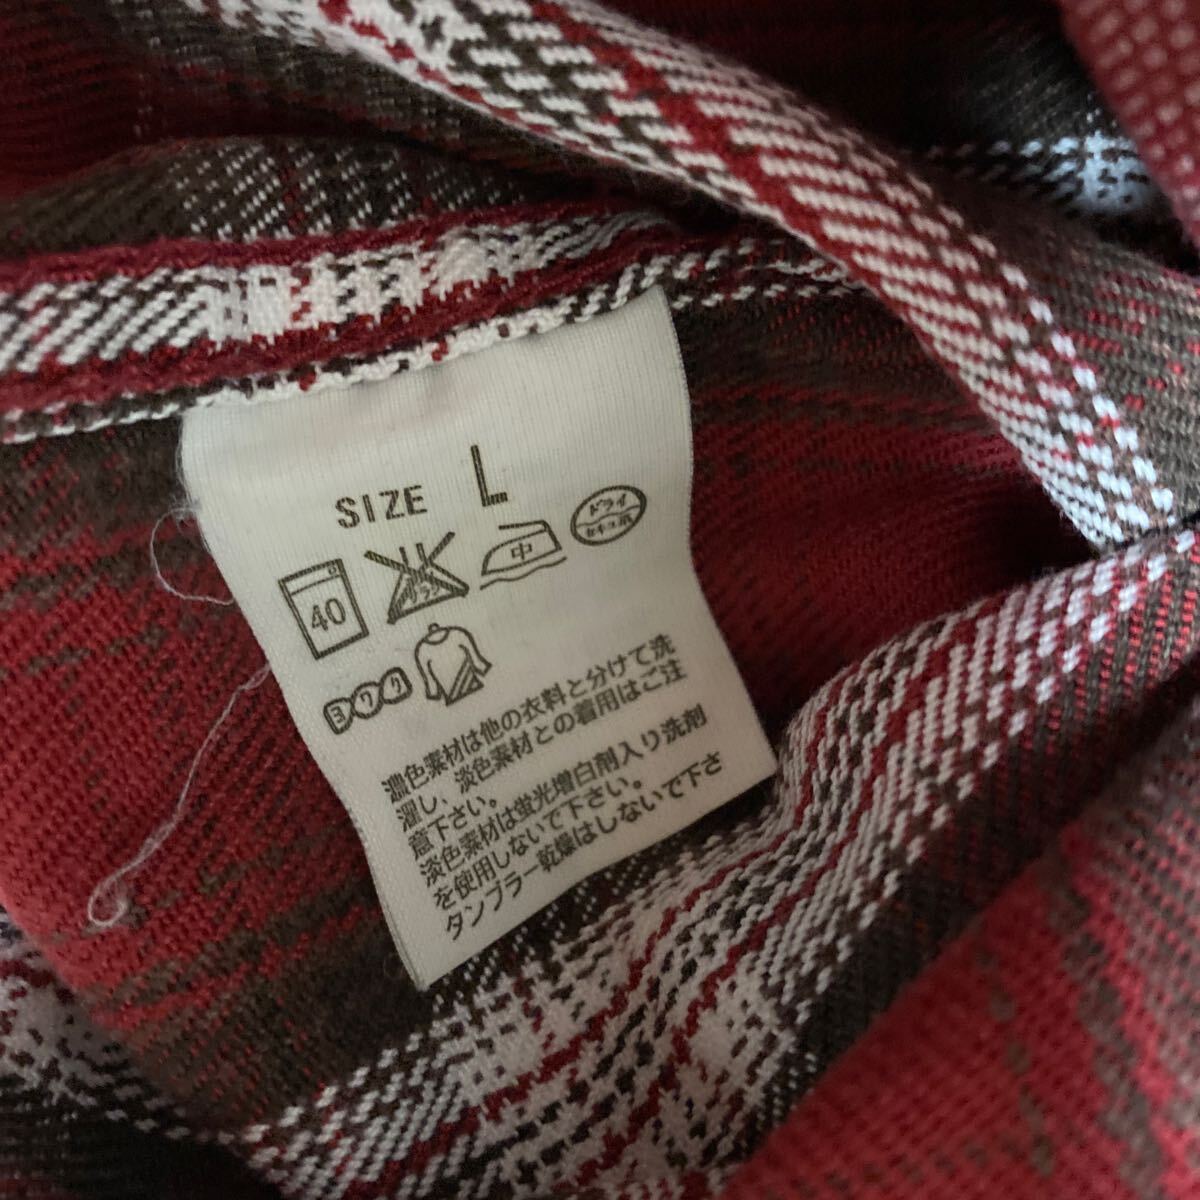 SIZE L
40
中
ドライ
セキユ系
ヨワク
濃色素材は他の衣料と分けて洗
濯し、淡色素材との着用はご注
意下さい。
淡色素材は蛍光増白剤入り洗剤
を使用しないで下さい。
タンブラー乾燥はしないで下さ